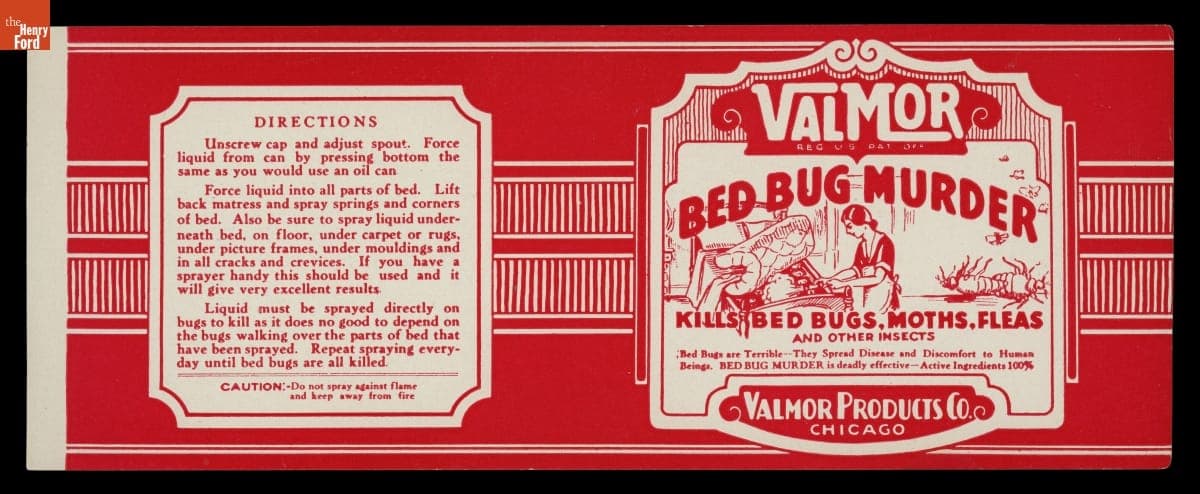 the
Henry
Ford
DIRECTIONS
Unscrew cap and adjust spout. Force
liquid from can by pressing bottom the
same as you would use an oil can
Force liquid into all parts of bed. Lift
back matress and spray springs and corners
of bed. Also be sure to spray liquid under-
neath bed, on floor, under carpet or rugs,
under picture frames, under mouldings and
in all cracks and crevices. If you have a
sprayer handy this should be used and it
will give very excellent results.
Liquid must be sprayed directly on
bugs to kill as it does no good to depend on
the bugs walking over the parts of bed that
have been sprayed. Repeat spraying every-
day until bed bugs are all killed.
CAUTION:-Do not spray against flame
and keep away from fire
VALMOR
REG U.S. PAT. OFF.
BED BUG MURDER
KILLS BED BUGS, MOTHS, FLEAS
AND OTHER INSECTS
Bed Bugs are Terrible--They Spread Disease and Discomfort to Human
Beings. BED BUG MURDER is deadly effective—Active Ingredients 100%
VALMOR PRODUCTS CO.
CHICAGO